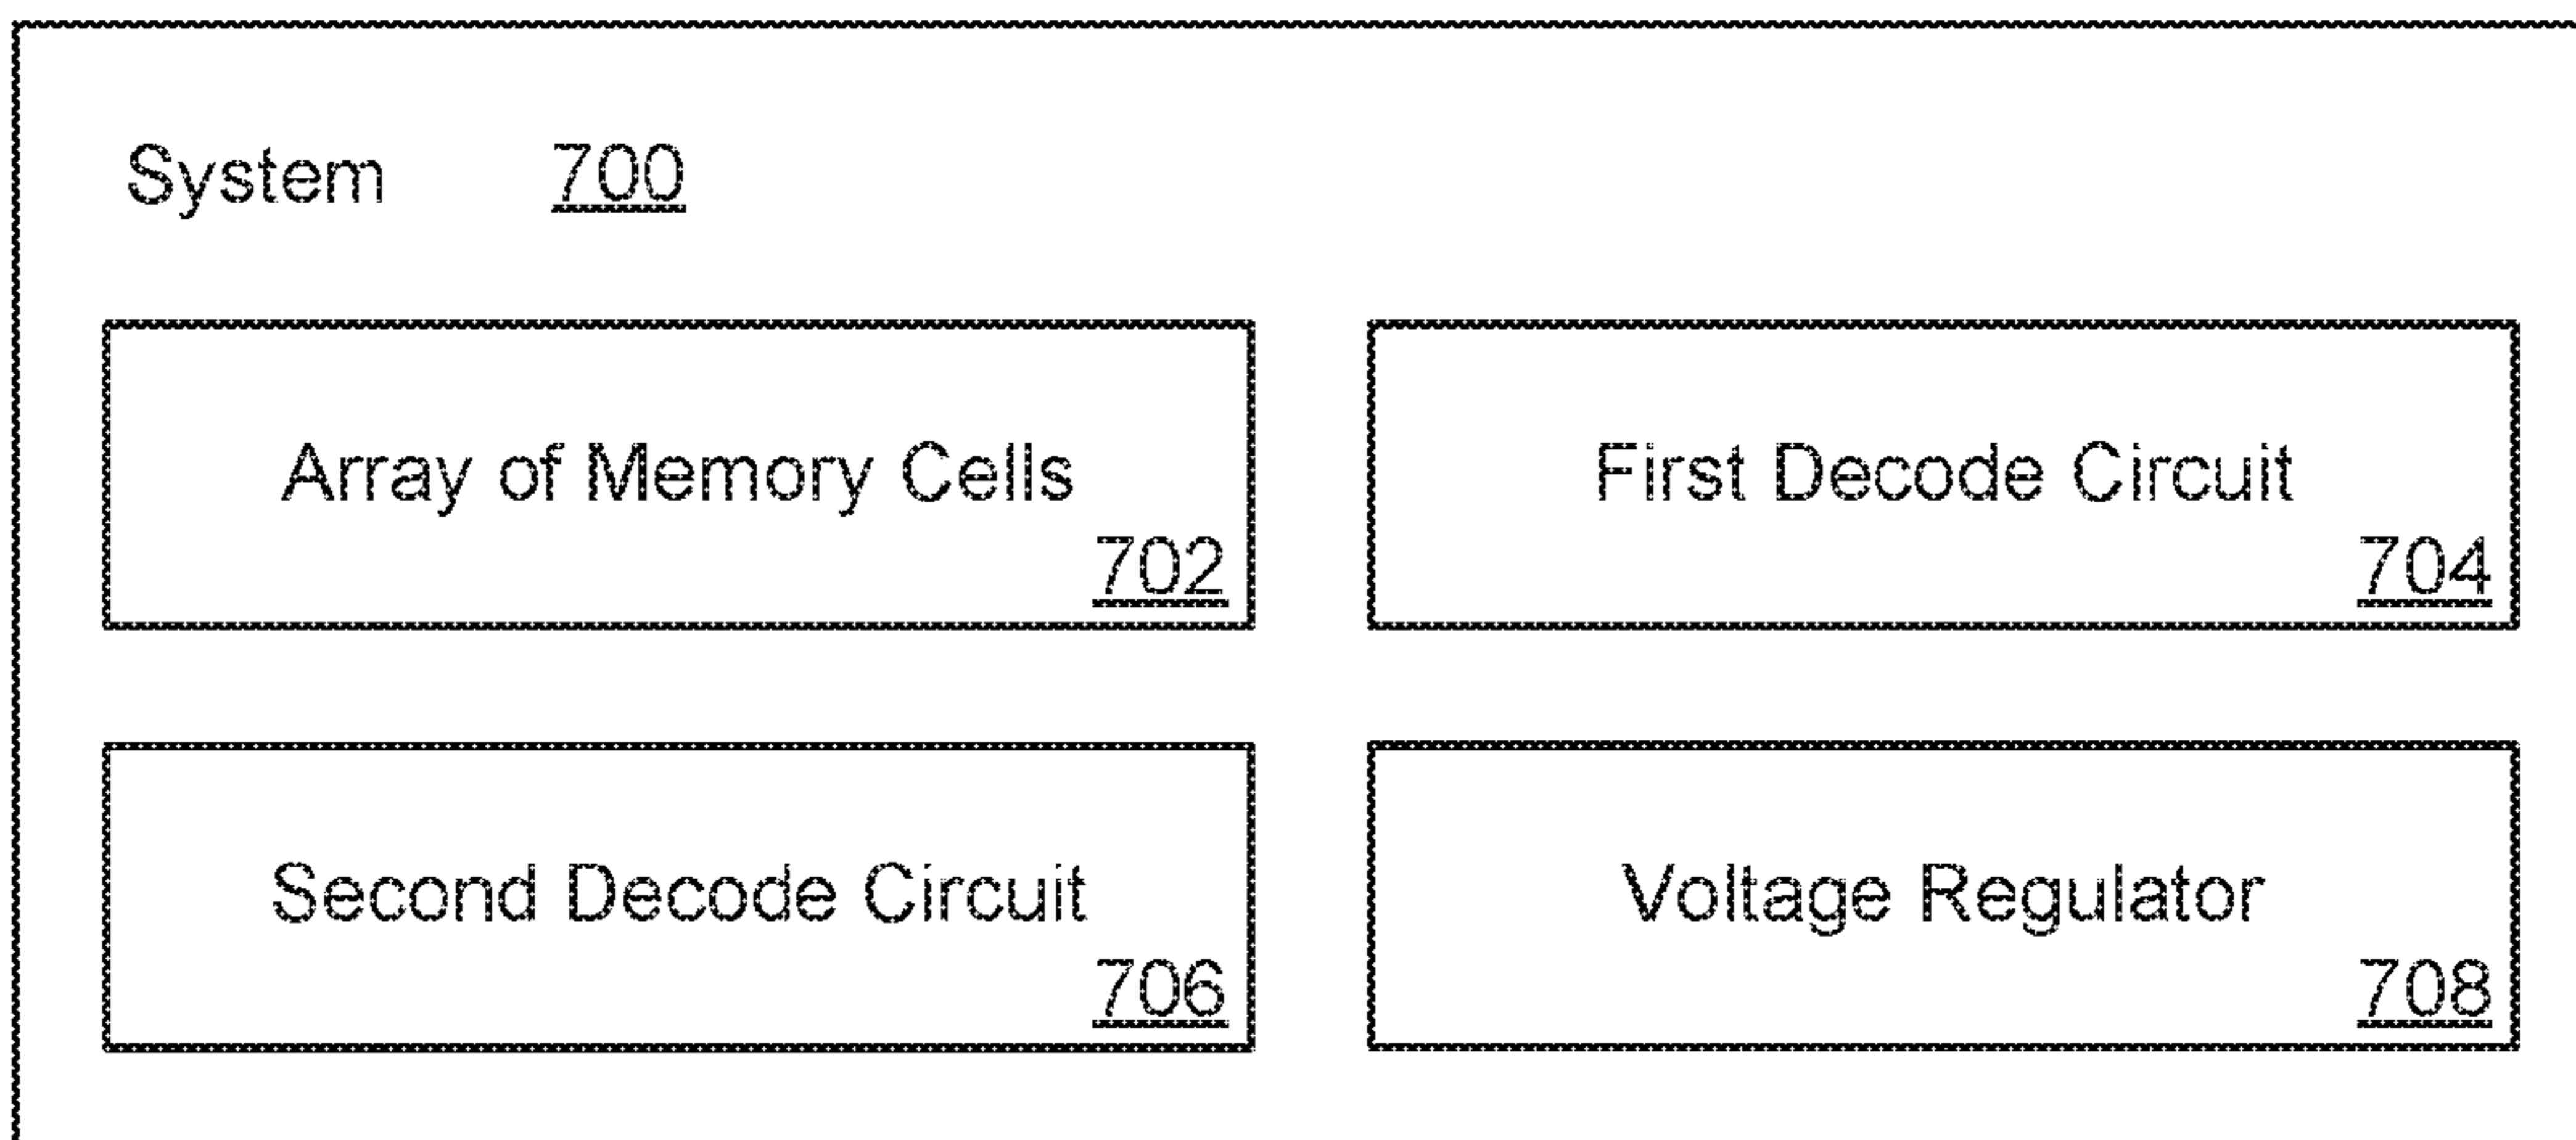 System 700
Array of Memory Cells
702
First Decode Circuit
704
Second Decode Circuit
706
Voltage Regulator
708